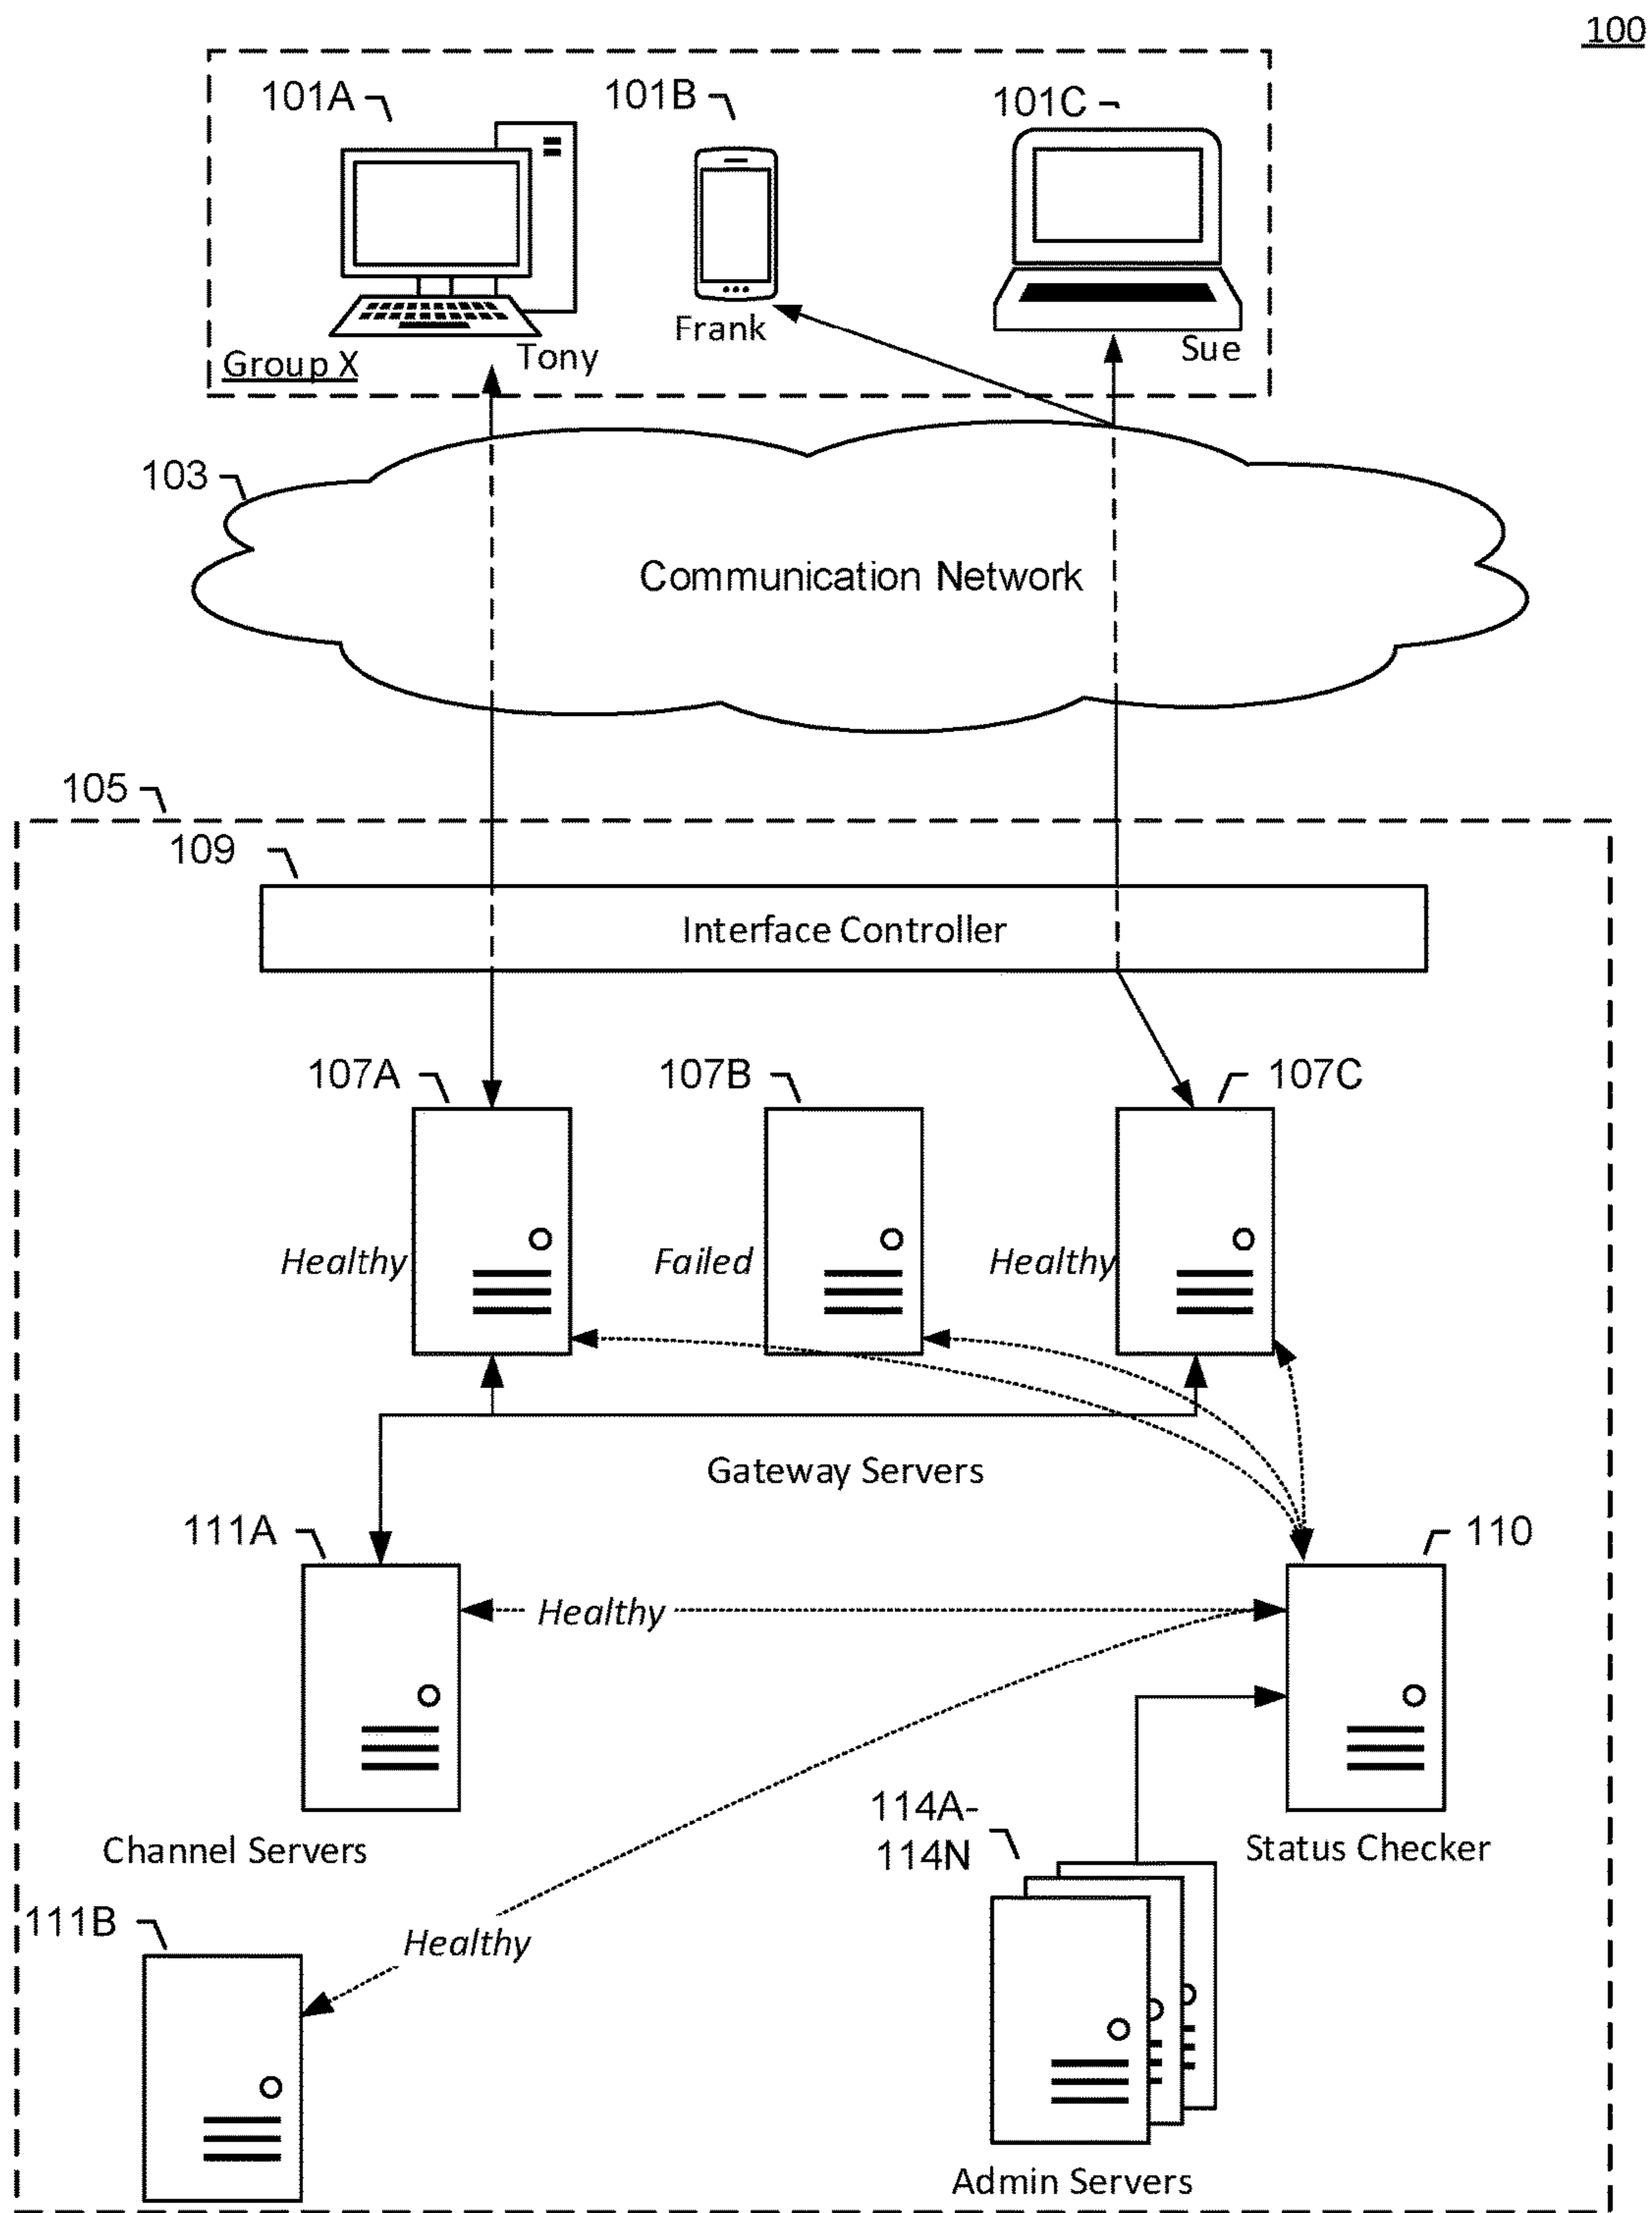 100
101A
101B
101C
Frank
Sue
Tony
Group X
103
Communication Network
105
109
Interface Controller
107A
107B
107C
Healthy
Failed
Healthy
Gateway Servers
111A
110
Healthy
114A-
114N
Channel Servers
Status Checker
111B
Healthy
Admin Servers